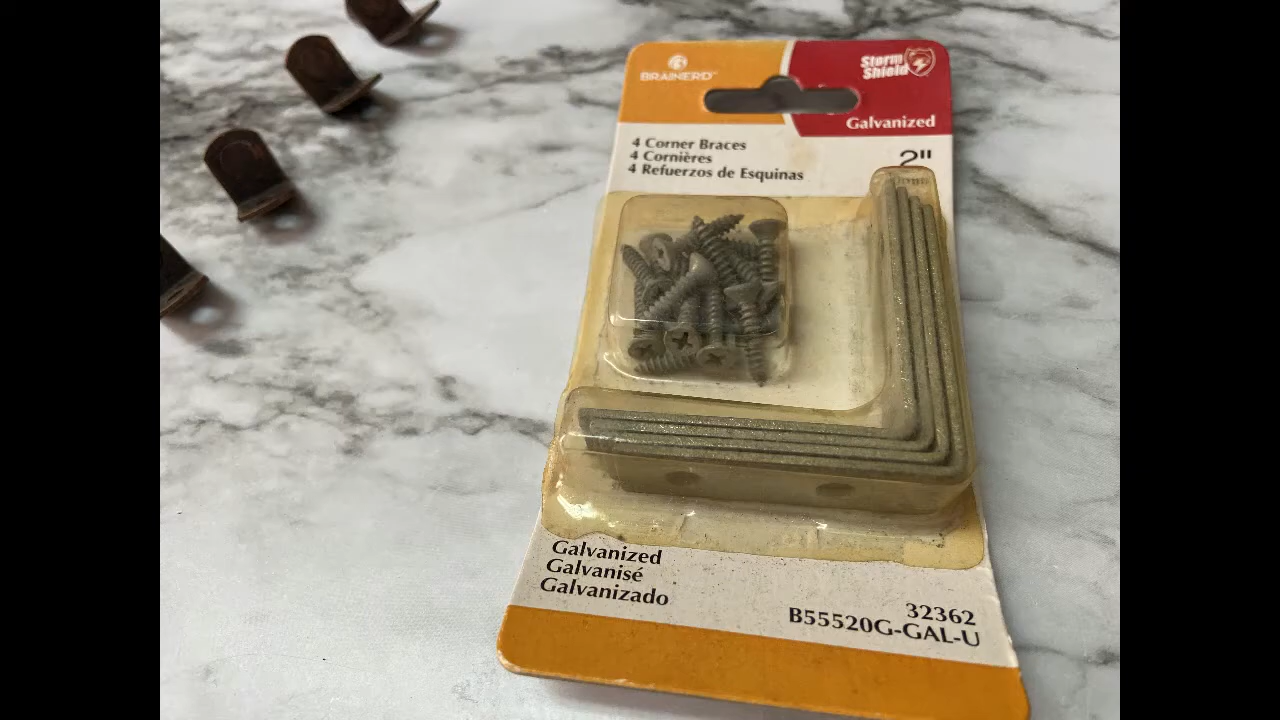 BRAINERD
Storm
Shield
Galvanized
4 Corner Braces
4 Cornières
4 Refuerzos de Esquinas
2"
Galvanized
Galvanisé
Galvanizado
32362
B55520G-GAL-U